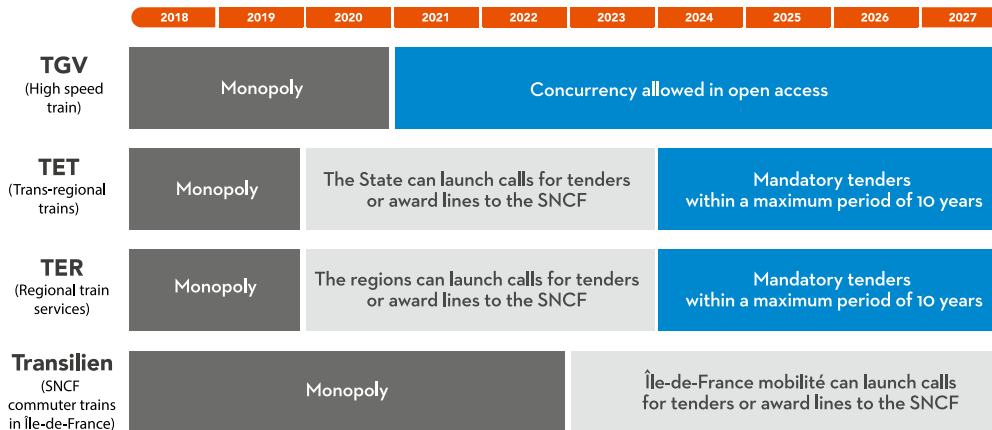 2018 2019 2020 2021 2022 2023 2024 2025 2026 2027
TGV
(High speed
train)
Monopoly
Concurrency allowed in open access
TET
(Trans-regional
trains)
Monopoly
The State can launch calls for tenders
or award lines to the SNCF
Mandatory tenders
within a maximum period of 10 years
TER
(Regional train
services)
Monopoly
The regions can launch calls for tenders
or award lines to the SNCF
Mandatory tenders
within a maximum period of 10 years
Transilien
(SNCF
commuter trains
in Île-de-France)
Monopoly
Île-de-France mobilité can launch calls
for tenders or award lines to the SNCF